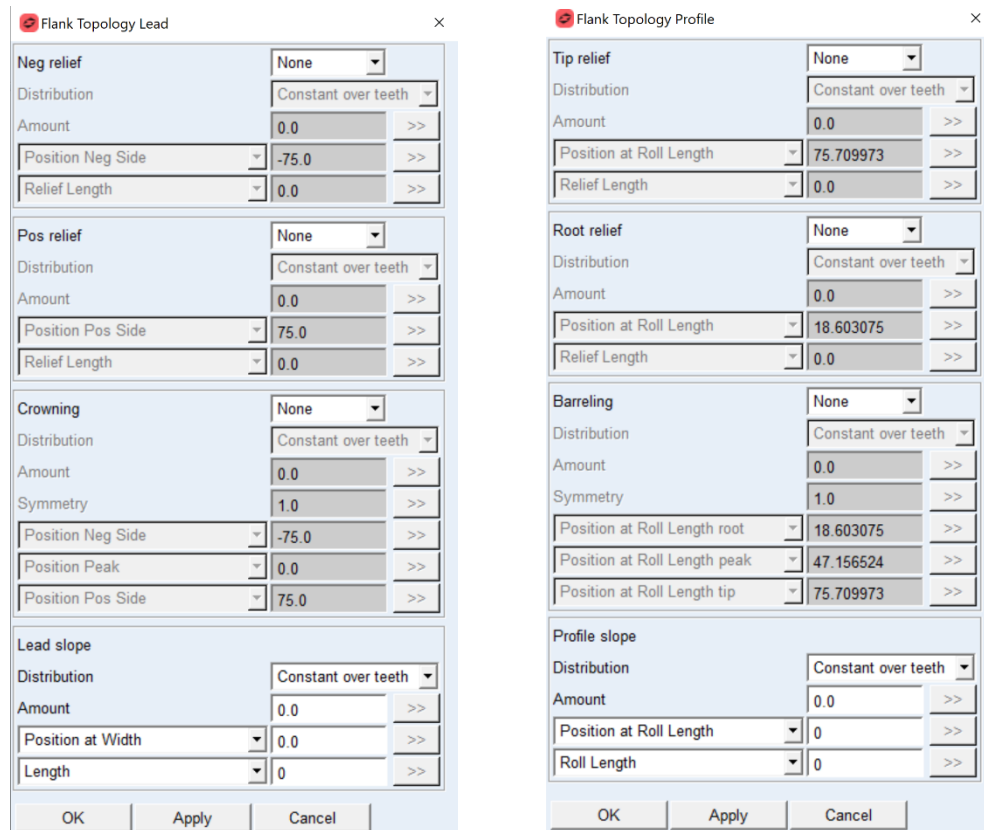 Flank Topology Lead ×
Neg relief None
Distribution Constant over teeth
Amount 0.0 >>
Position Neg Side -75.0 >>
Relief Length 0.0 >>
Pos relief None
Distribution Constant over teeth
Amount 0.0 >>
Position Pos Side 75.0 >>
Relief Length 0.0 >>
Crowning None
Distribution Constant over teeth
Amount 0.0 >>
Symmetry 1.0 >>
Position Neg Side -75.0 >>
Position Peak 0.0 >>
Position Pos Side 75.0 >>
Lead slope
Distribution Constant over teeth
Amount 0.0 >>
Position at Width 0.0 >>
Length 0 >>
OK Apply Cancel
Flank Topology Profile ×
Tip relief None
Distribution Constant over teeth
Amount 0.0 >>
Position at Roll Length 75.709973 >>
Relief Length 0.0 >>
Root relief None
Distribution Constant over teeth
Amount 0.0 >>
Position at Roll Length 18.603075 >>
Relief Length 0.0 >>
Barreling None
Distribution Constant over teeth
Amount 0.0 >>
Symmetry 1.0 >>
Position at Roll Length root 18.603075 >>
Position at Roll Length peak 47.156524 >>
Position at Roll Length tip 75.709973 >>
Profile slope
Distribution Constant over teeth
Amount 0.0 >>
Position at Roll Length 0 >>
Roll Length 0 >>
OK Apply Cancel